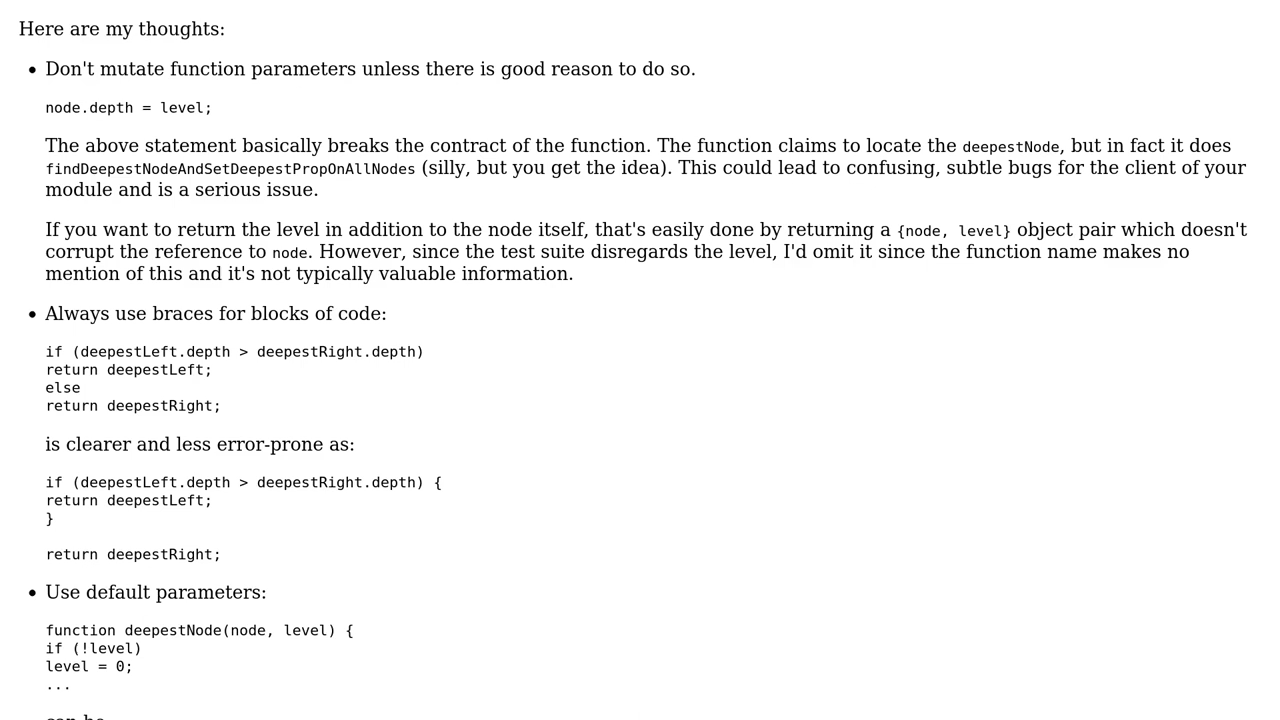 Here are my thoughts:
Don't mutate function parameters unless there is good reason to do so.
node.depth = level;
The above statement basically breaks the contract of the function. The function claims to locate the deepestNode, but in fact it does
findDeepestNodeAndSetDeepestPropOnAllNodes (silly, but you get the idea). This could lead to confusing, subtle bugs for the client of your
module and is a serious issue.
If you want to return the level in addition to the node itself, that's easily done by returning a {node, level} object pair which doesn't
corrupt the reference to node. However, since the test suite disregards the level, I'd omit it since the function name makes no
mention of this and it's not typically valuable information.
Always use braces for blocks of code:
if (deepestLeft.depth > deepestRight.depth)
return deepestLeft;
else
return deepestRight;
is clearer and less error-prone as:
if (deepestLeft.depth > deepestRight.depth) {
return deepestLeft;
}
return deepestRight;
Use default parameters:
function deepestNode(node, level) {
if (!level)
level = 0;
...